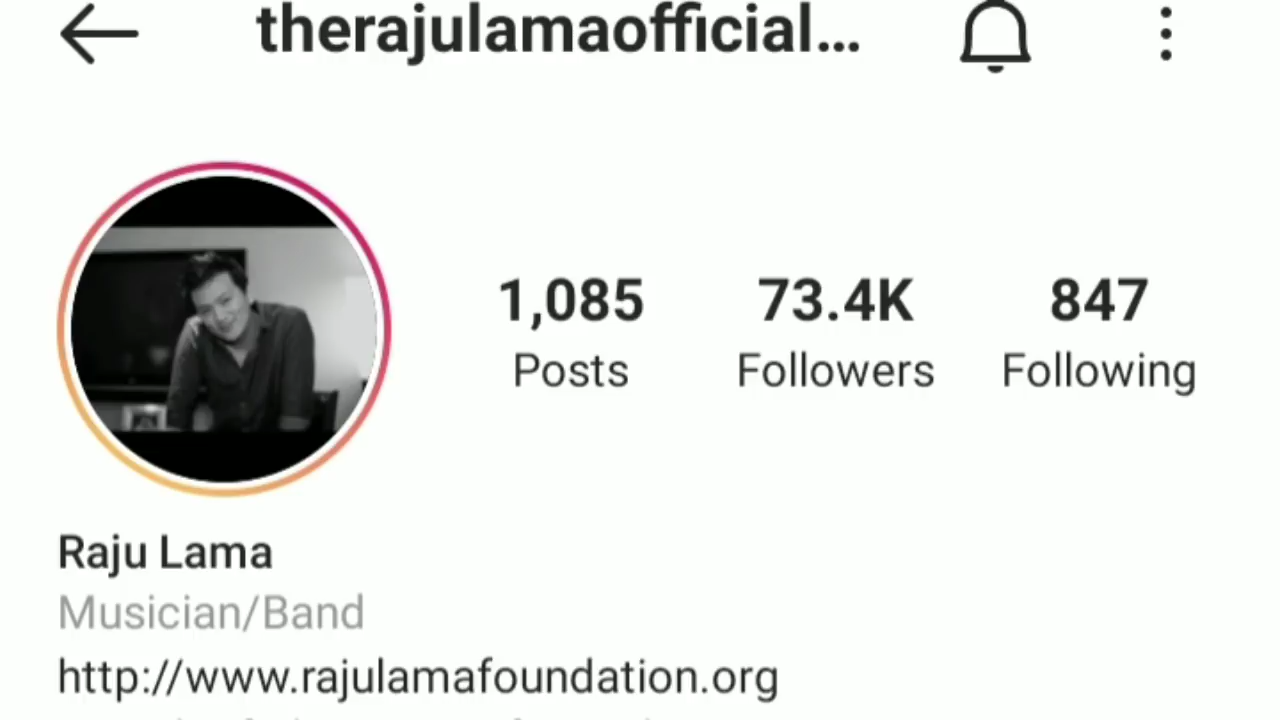 therajulamaofficial...
1,085 73.4K 847
Posts Followers Following
Raju Lama
Musician/Band
http://www.rajulamafoundation.org